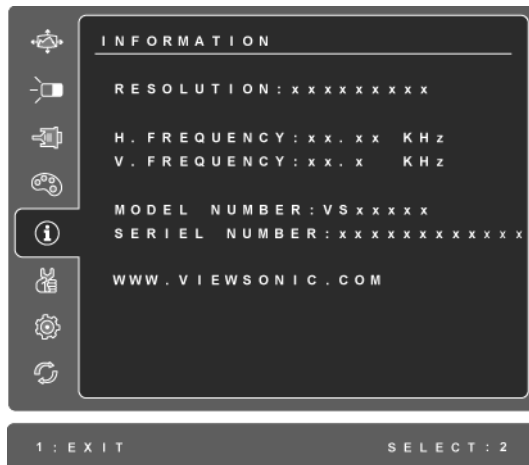 INFORMATION
RESOLUTION:xxxxxxxxx
H. FREQUENCY:xx.xx KHz
V. FREQUENCY:xx.x KHz
MODEL NUMBER:VSxxxxx
SERIEL NUMBER:xxxxxxxxxxxx
WWW.VIEWSONIC.COM
1:EXIT SELECT:2